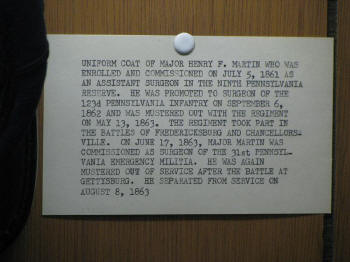 UNIFORM COAT OF MAJOR HENRY F. MARTIN WHO WAS
ENROLLED AND COMMISSIONED ON JULY 5, 1861 AS
AN ASSISTANT SURGEON IN THE NINTH PENNSYLVANIA
RESERVE. HE WAS PROMOTED TO SURGEON OF THE
123d PENNSYLVANIA INFANTRY ON SEPTEMBER 6,
1862 AND WAS MUSTERED OUT WITH THE REGIMENT
ON MAY 13, 1863. THE REGIMENT TOOK PART IN
THE BATTLES OF FREDERICKSBURG AND CHANCELLORS-
VILLE. ON JUNE 17, 1863, MAJOR MARTIN WAS
COMMISSIONED AS SURGEON OF THE 31st PENNSYL-
VANIA EMERGENCY MILITIA. HE WAS AGAIN
MUSTERED OUT OF SERVICE AFTER THE BATTLE AT
GETTYSBURG. HE SEPARATED FROM SERVICE ON
AUGUST 8, 1863